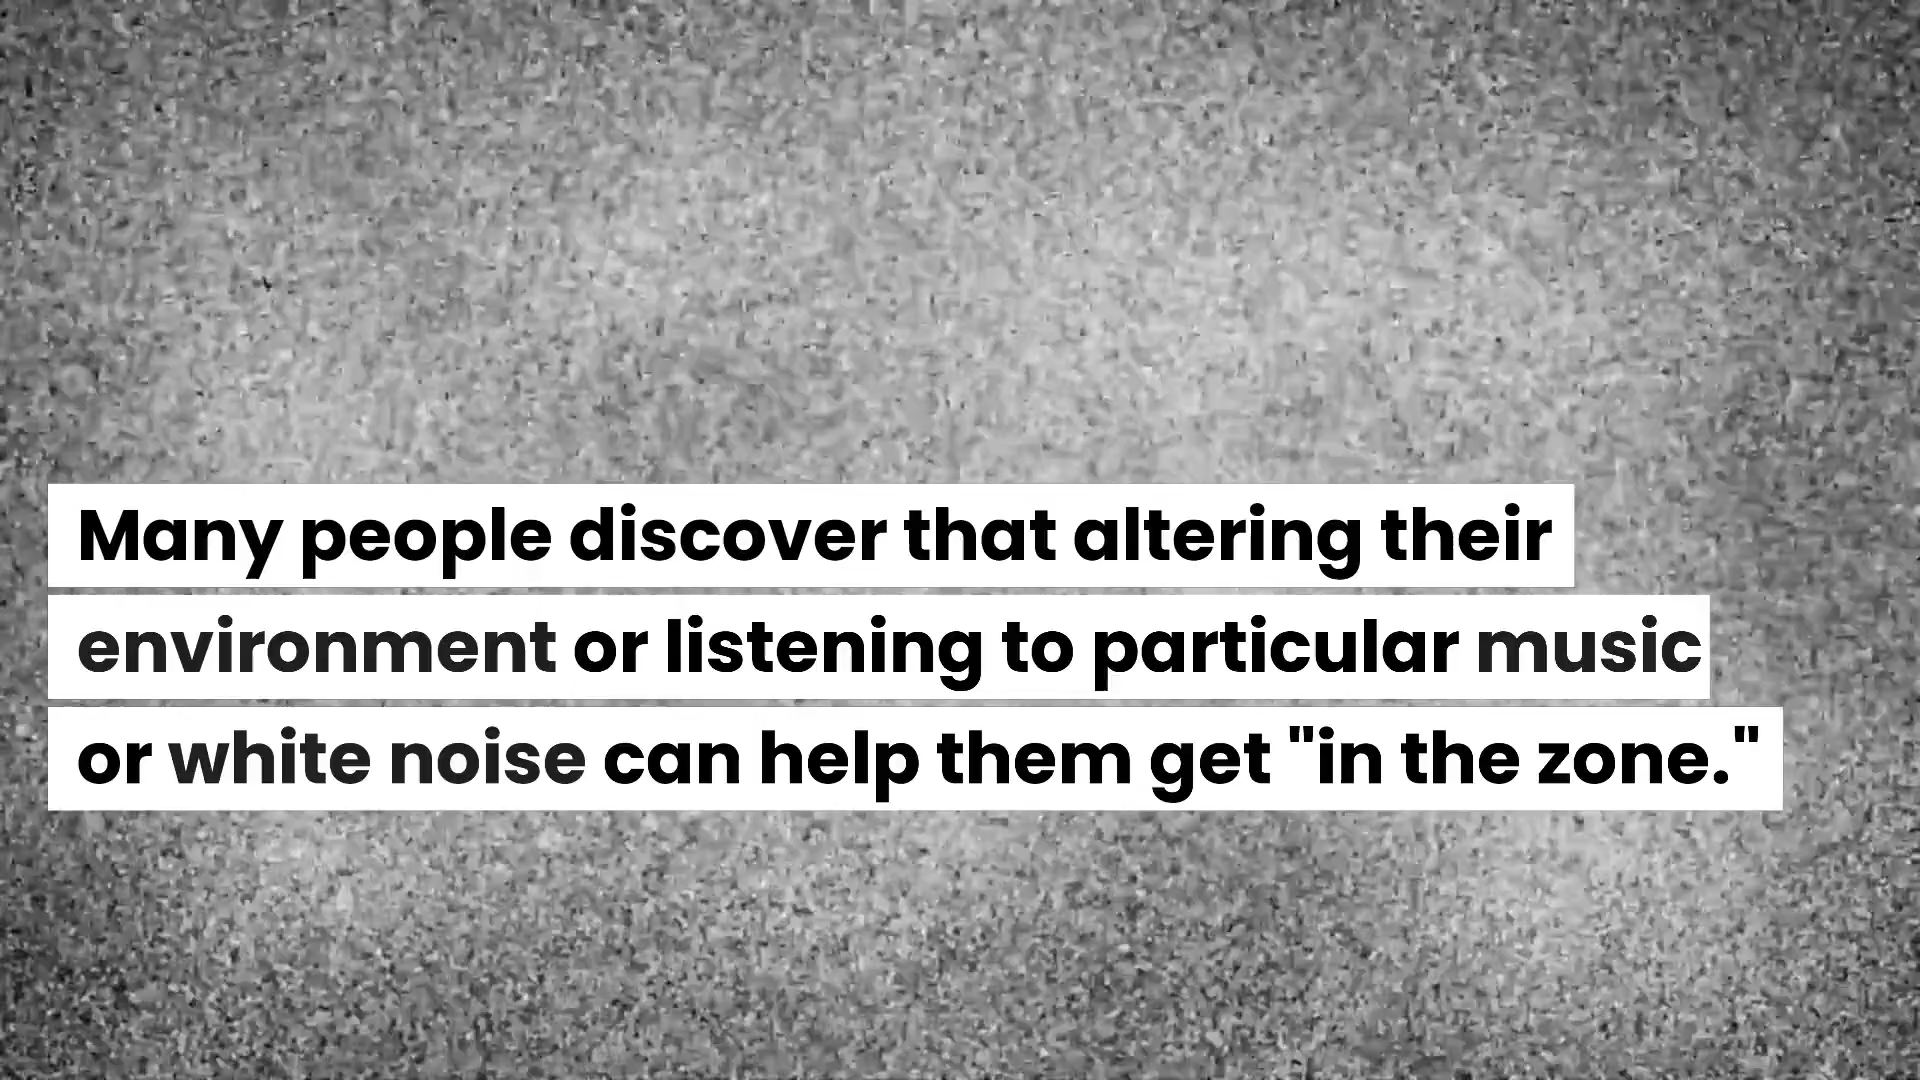 Many people discover that altering their
environment or listening to particular music
or white noise can help them get "in the zone."